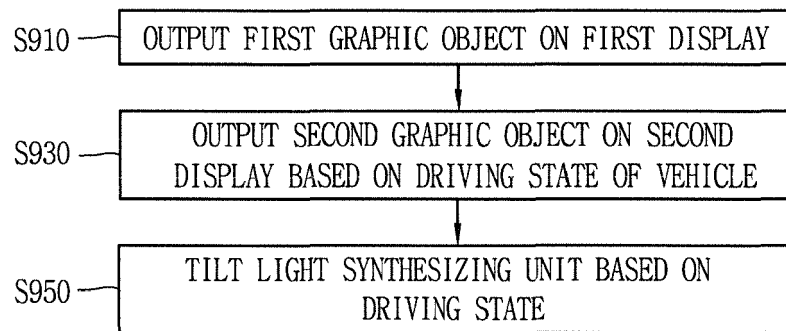 S910
OUTPUT FIRST GRAPHIC OBJECT ON FIRST DISPLAY
S930
OUTPUT SECOND GRAPHIC OBJECT ON SECOND
DISPLAY BASED ON DRIVING STATE OF VEHICLE
S950
TILT LIGHT SYNTHESIZING UNIT BASED ON
DRIVING STATE